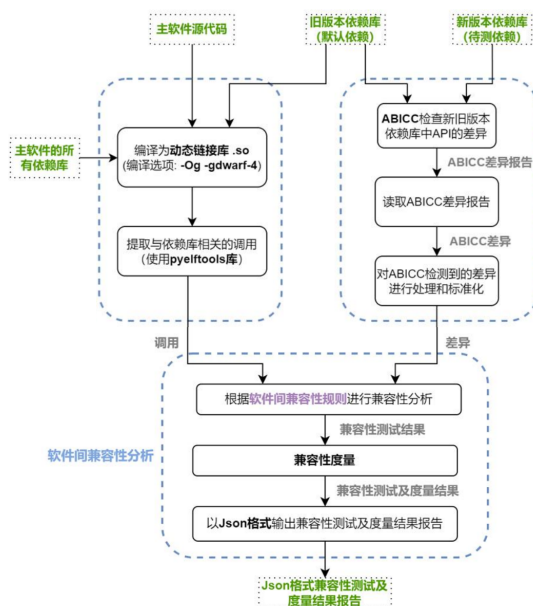 主软件源代码
旧版本依赖库
（默认依赖）
新版本依赖库
（待测依赖）
主软件的所
有依赖库
编译为动态链接库 .so
(编译选项: -Og -gdwarf-4)
提取与依赖库相关的调用
（使用pyelftools库）
ABICC检查新旧版本
依赖库中API的差异
ABICC差异报告
读取ABICC差异报告
ABICC差异
对ABICC检测到的差异
进行处理和标准化
调用
差异
根据软件间兼容性规则进行兼容性分析
兼容性测试结果
软件间兼容性分析
兼容性度量
兼容性测试及度量结果
以Json格式输出兼容性测试及度量结果报告
Json格式兼容性测试及
度量结果报告